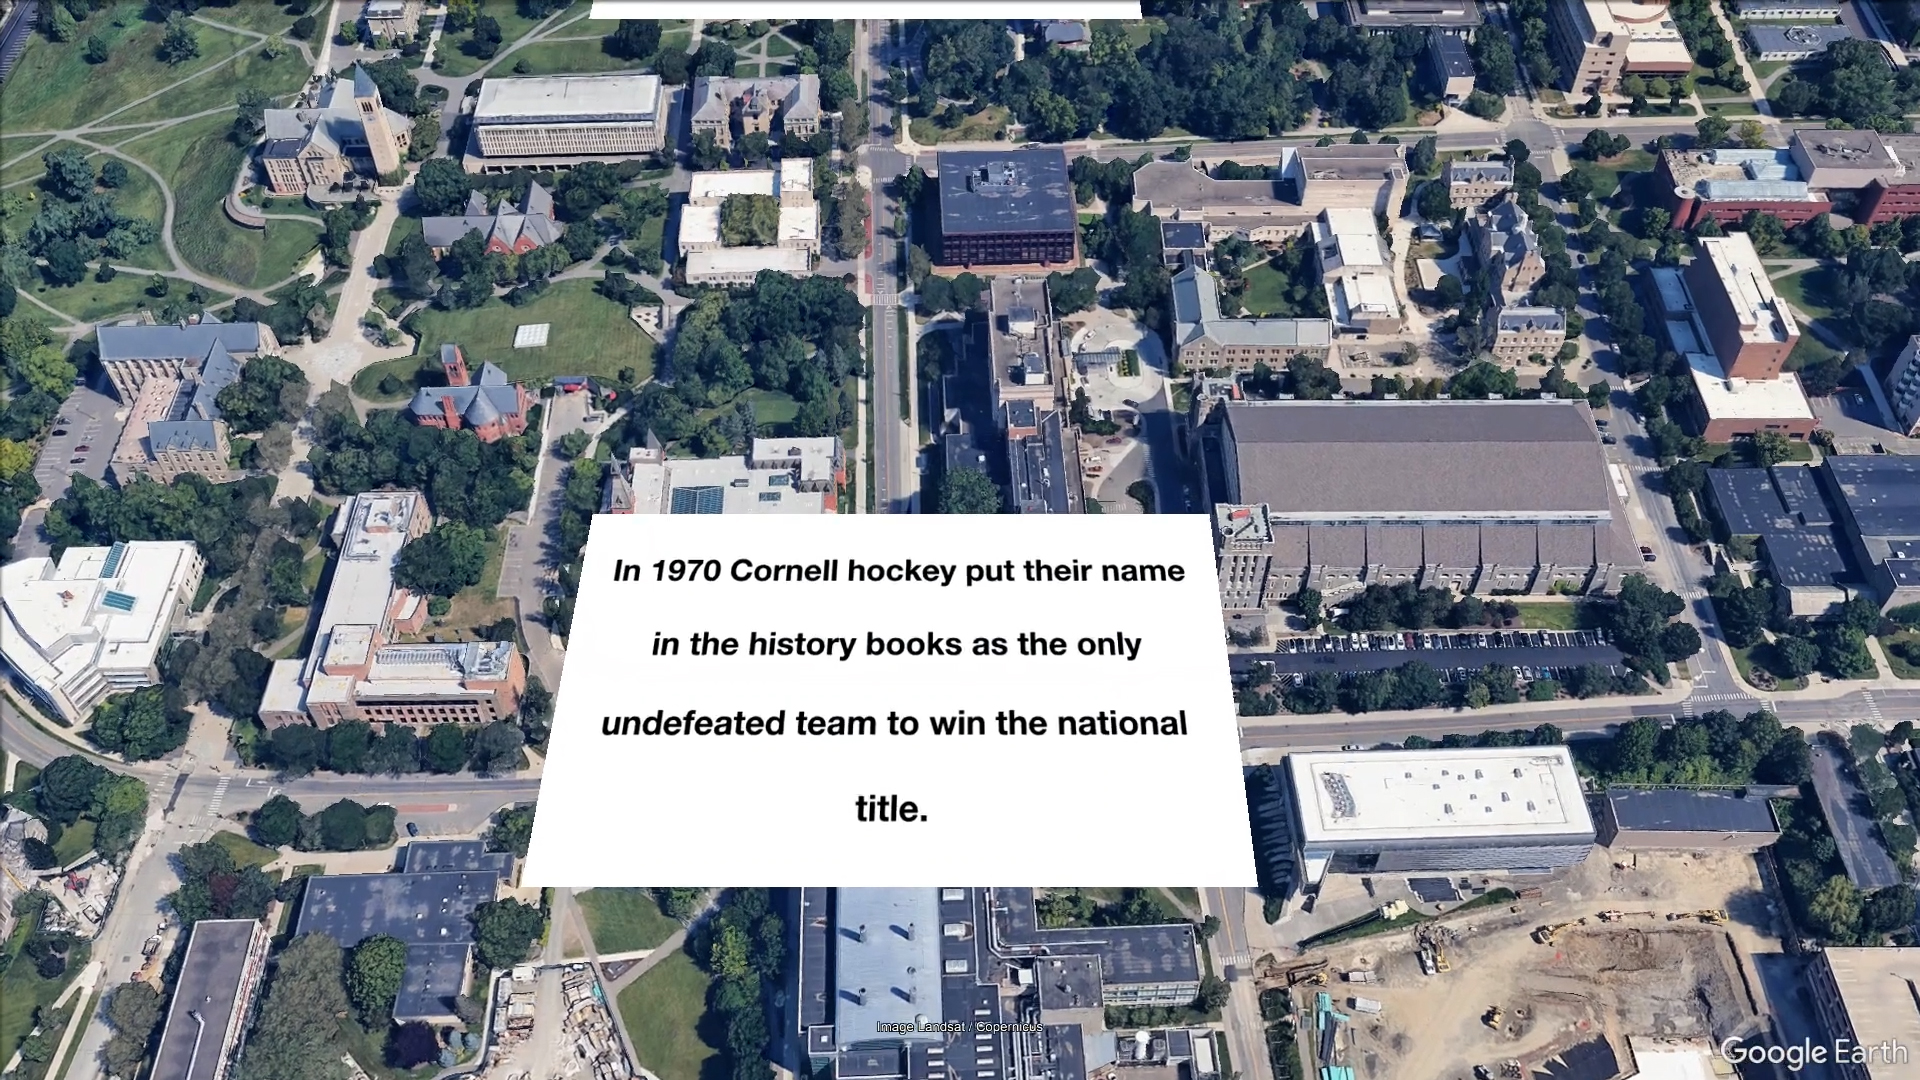 In 1970 Cornell hockey put their name
in the history books as the only
undefeated team to win the national
title.
Image Landsat / Copernicus
Google Earth